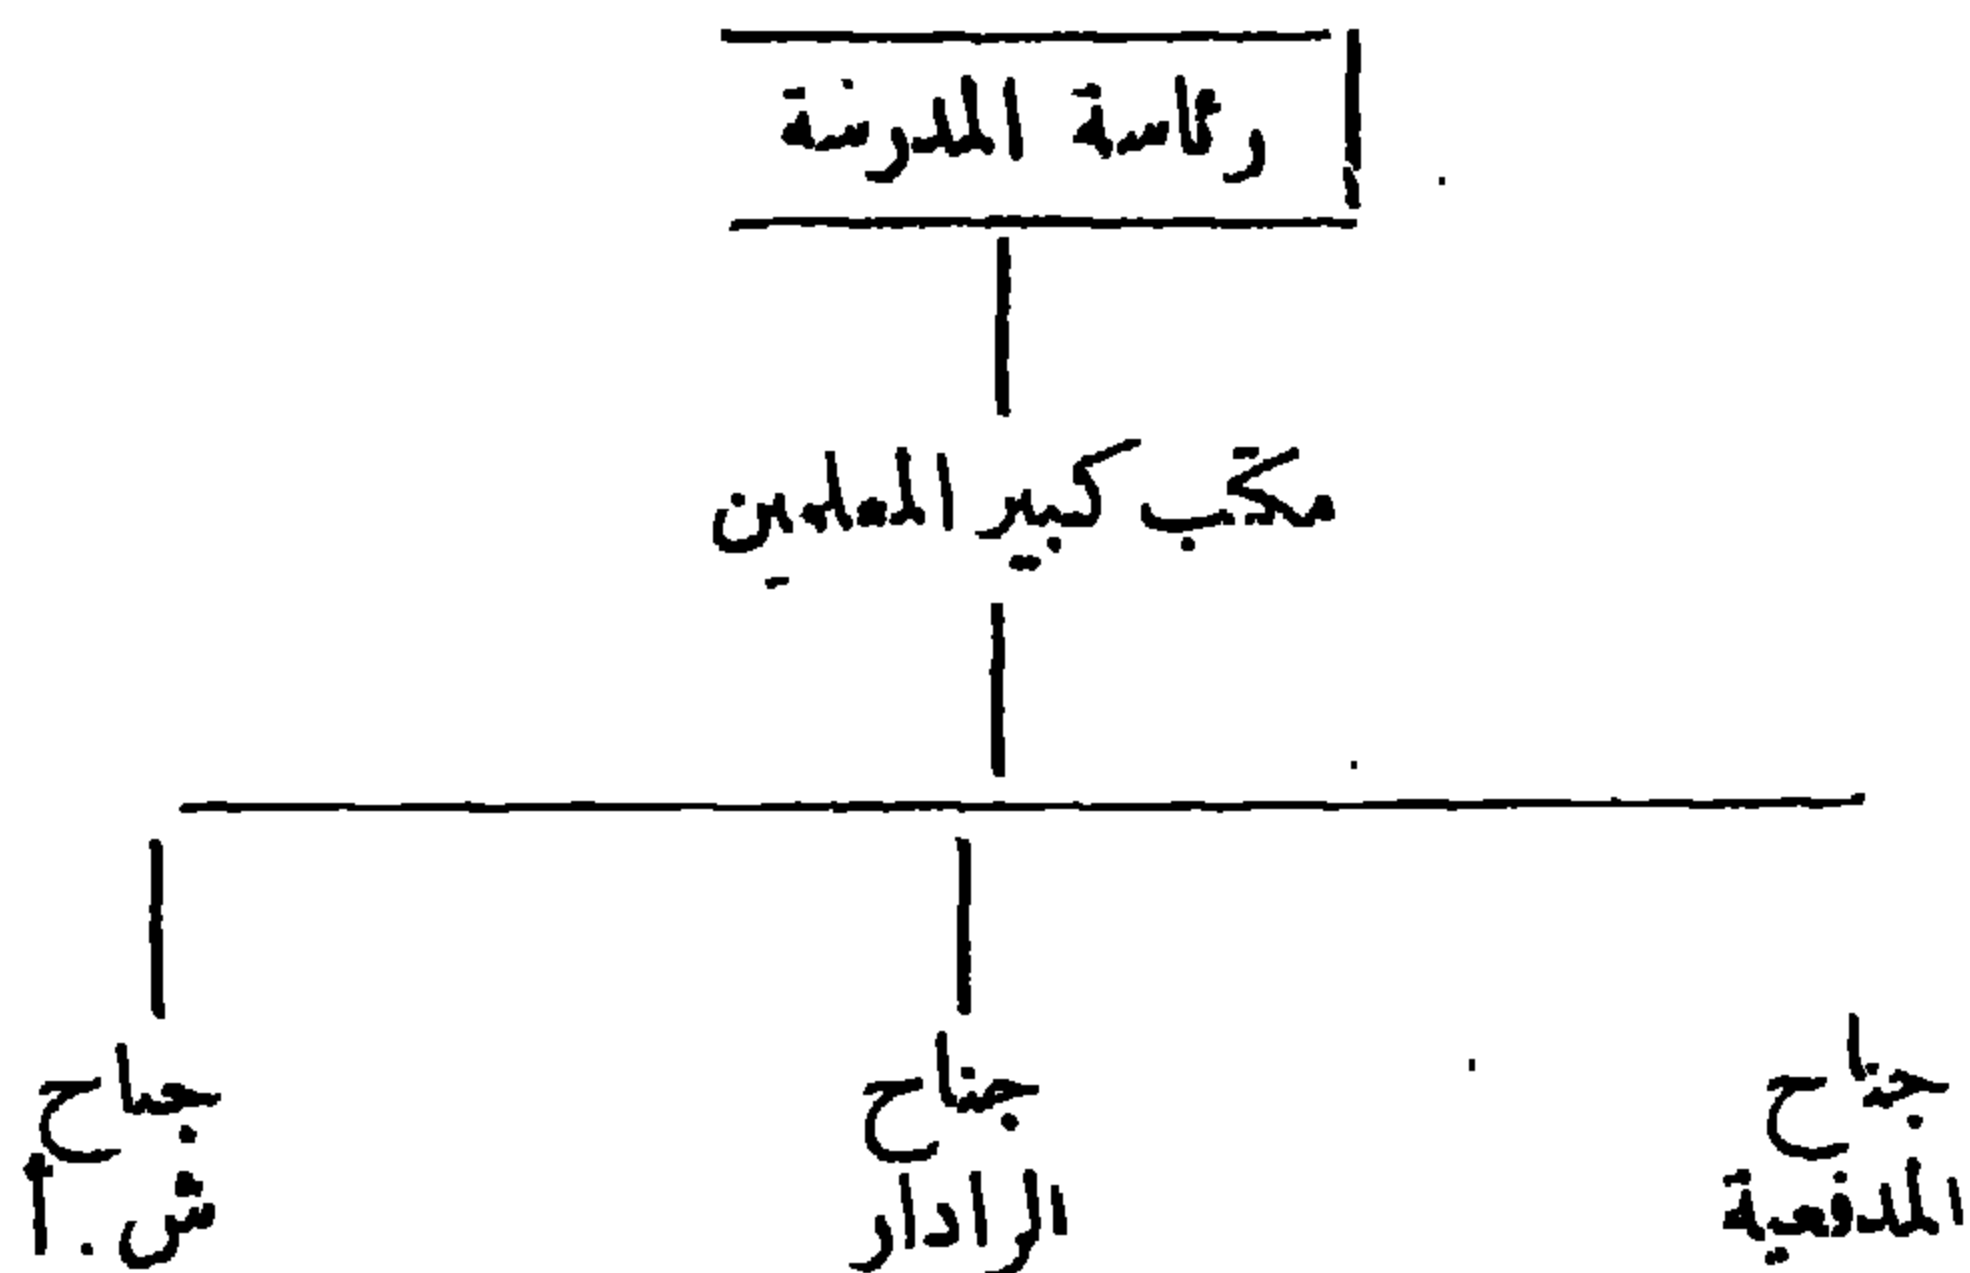 رئاسة المدرسة
مكتب كبير المعلمين
جناح
المدفعية
جناح
الرادار
جناح
ش . أ